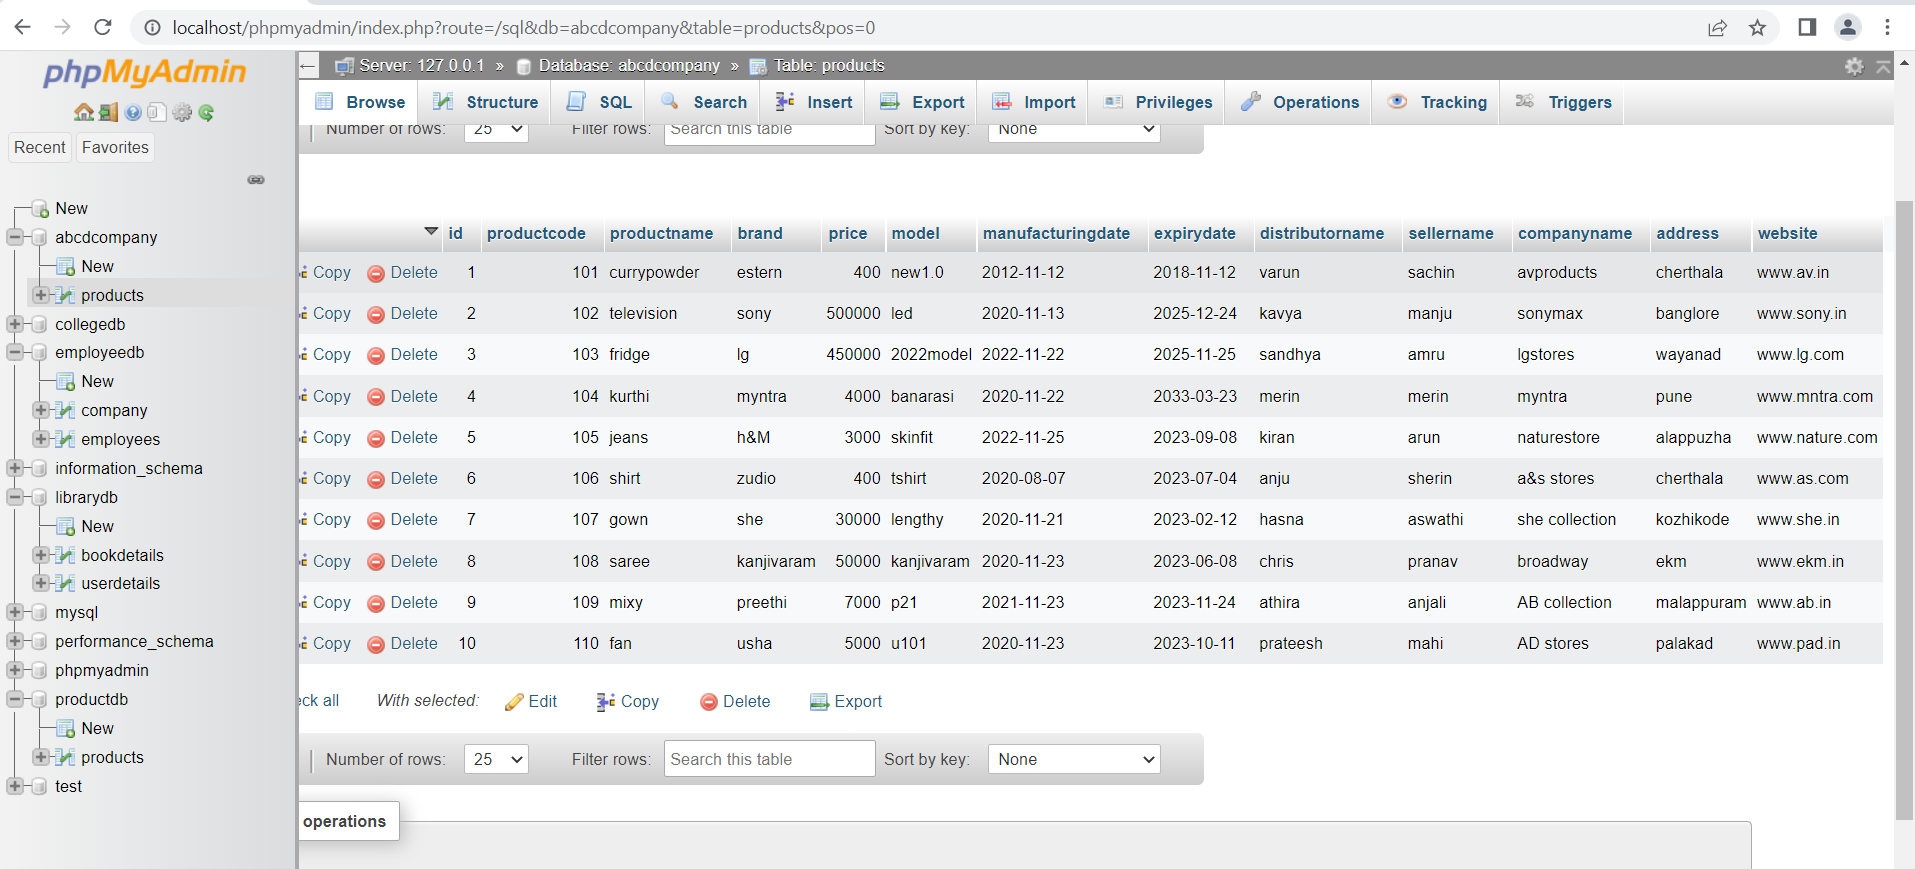 localhost/phpmyadmin/index.php?route=/sql&db=abcdcompany&table=products&pos=0
phpMyAdmin
Recent Favorites
New
abcdcompany
New
products
collegedb
employeedb
New
company
employees
information_schema
librarydb
New
bookdetails
userdetails
mysql
performance_schema
phpmyadmin
productdb
New
products
test
Server: 127.0.0.1 » Database: abcdcompany » Table: products
Browse Structure SQL Search Insert Export Import Privileges Operations Tracking Triggers
Number of rows: 25 Filter rows: Search this table Sort by key: None
id productcode productname brand price model manufacturingdate expirydate distributorname sellername companyname address website
Copy Delete 1 101 currypowder estern 400 new1.0 2012-11-12 2018-11-12 varun sachin avproducts cherthala www.av.in
Copy Delete 2 102 television sony 500000 led 2020-11-13 2025-12-24 kavya manju sonymax banglore www.sony.in
Copy Delete 3 103 fridge lg 450000 2022model 2022-11-22 2025-11-25 sandhya amru lgstores wayanad www.lg.com
Copy Delete 4 104 kurthi myntra 4000 banarasi 2020-11-22 2033-03-23 merin merin myntra pune www.mntra.com
Copy Delete 5 105 jeans h&M 3000 skinfit 2022-11-25 2023-09-08 kiran arun naturestore alappuzha www.nature.com
Copy Delete 6 106 shirt zudio 400 tshirt 2020-08-07 2023-07-04 anju sherin a&s stores cherthala www.as.com
Copy Delete 7 107 gown she 30000 lengthy 2020-11-21 2023-02-12 hasna aswathi she collection kozhikode www.she.in
Copy Delete 8 108 saree kanjivaram 50000 kanjivaram 2020-11-23 2023-06-08 chris pranav broadway ekm www.ekm.in
Copy Delete 9 109 mixy preethi 7000 p21 2021-11-23 2023-11-24 athira anjali AB collection malappuram www.ab.in
Copy Delete 10 110 fan usha 5000 u101 2020-11-23 2023-10-11 prateesh mahi AD stores palakad www.pad.in
ck all With selected: Edit Copy Delete Export
Number of rows: 25 Filter rows: Search this table Sort by key: None
operations